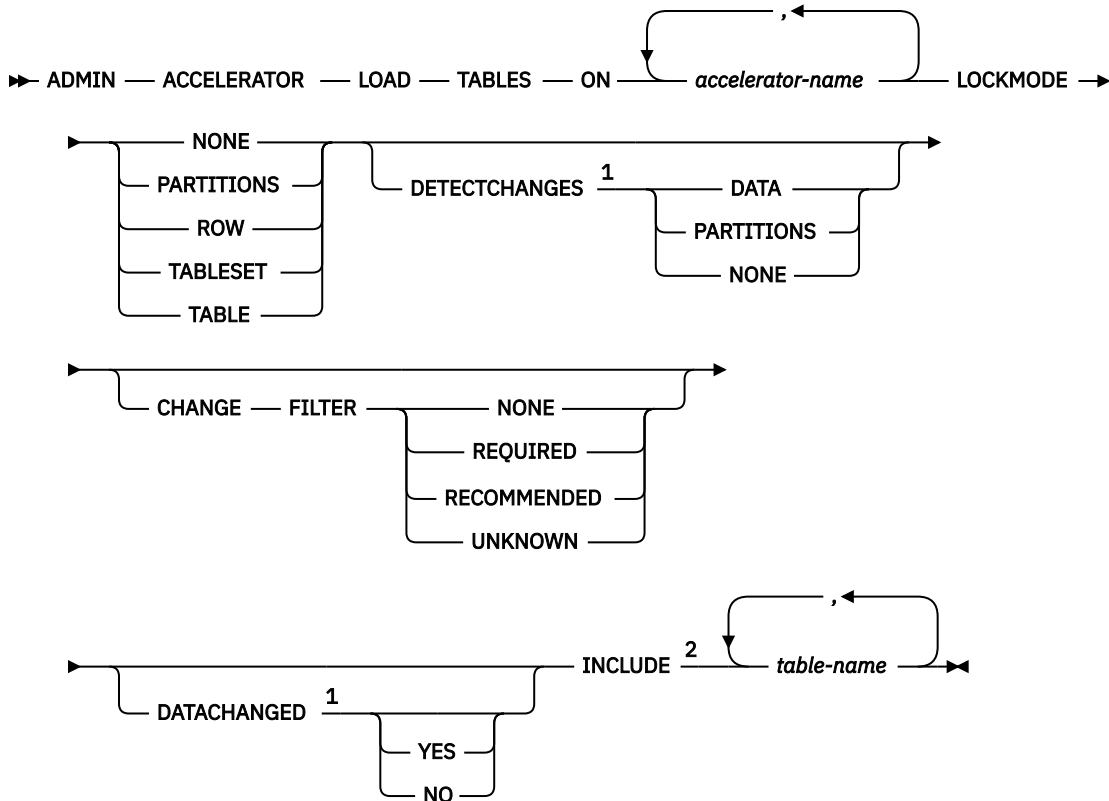 ,
ADMIN ACCELERATOR LOAD TABLES ON accelerator-name LOCKMODE
NONE
PARTITIONS
ROW
TABLESET
TABLE
DETECTCHANGES 1
DATA
PARTITIONS
NONE
CHANGE FILTER
NONE
REQUIRED
RECOMMENDED
UNKNOWN
DATACHANGED 1
YES
NO
INCLUDE 2
,
table-name